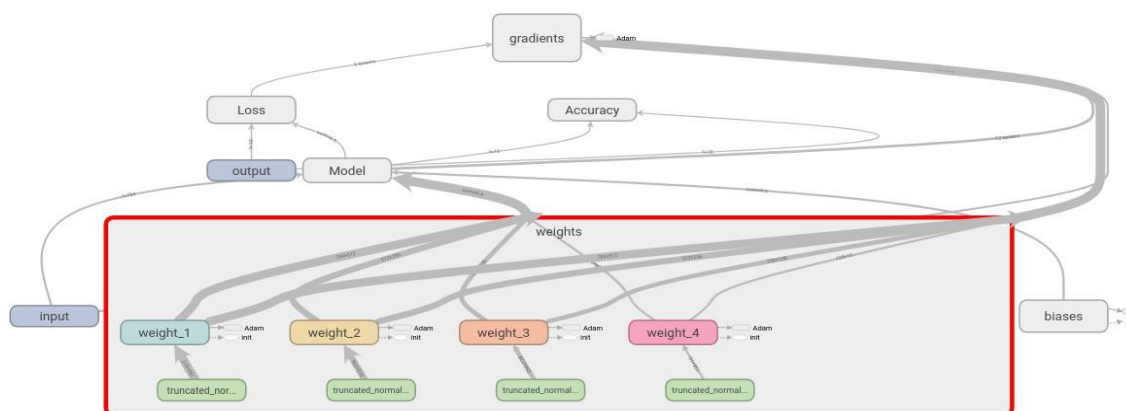 gradients
Adam
Loss
Accuracy
output
Model
weights
input
weight_1
Adam
init
weight_2
Adam
init
weight_3
Adam
init
weight_4
Adam
init
biases
truncated_nor...
truncated_normal...
truncated_normal...
truncated_normal...